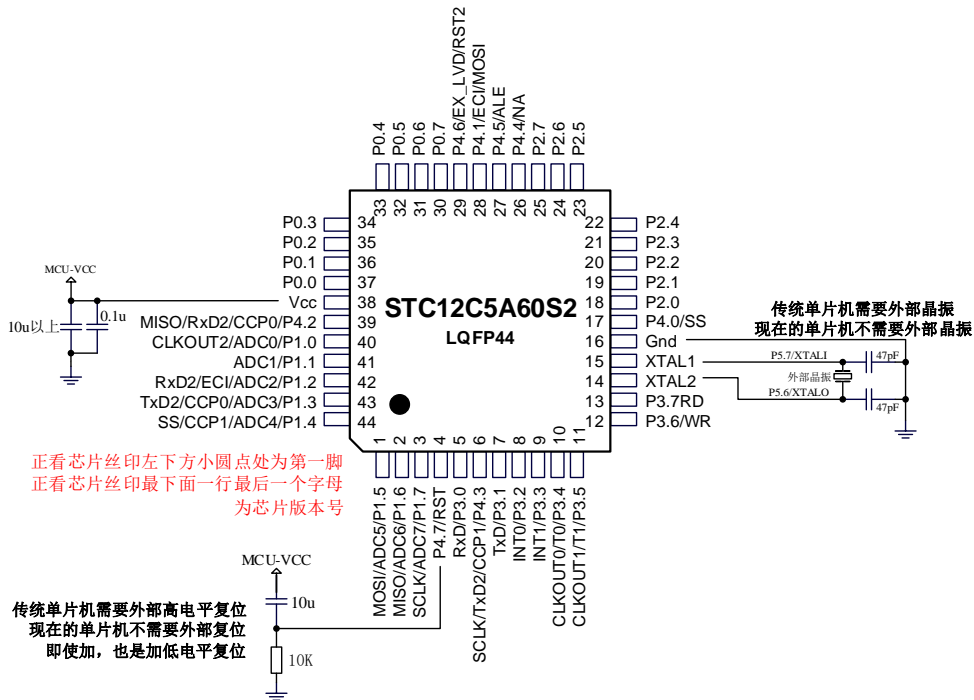 P0.4
P0.5
P0.6
P0.7
P4.6/EX_LVD/RST2
P4.1/ECI/MOSI
P4.5/ALE
P4.4/NA
P2.7
P2.6
P2.5
33
32
31
30
29
28
27
26
25
24
23
P0.3 34
P0.2 35
P0.1 36
P0.0 37
Vcc 38
MISO/RxD2/CCP0/P4.2 39
CLKOUT2/ADC0/P1.0 40
ADC1/P1.1 41
RxD2/ECI/ADC2/P1.2 42
TxD2/CCP0/ADC3/P1.3 43
SS/CCP1/ADC4/P1.4 44
MCU-VCC
10u以上
0.1u
STC12C5A60S2
LQFP44
22 P2.4
21 P2.3
20 P2.2
19 P2.1
18 P2.0
17 P4.0/SS
16 Gnd
15 XTAL1
14 XTAL2
13 P3.7RD
12 P3.6/WR
传统单片机需要外部晶振
现在的单片机不需要外部晶振
P5.7/XTALI
47pF
外部晶振
P5.6/XTALO
47pF
1
2
3
4
5
6
7
8
9
10
11
MOSI/ADC5/P1.5
MISO/ADC6/P1.6
SCLK/ADC7/P1.7
P4.7/RST
RxD/P3.0
SCLK/TxD2/CCP1/P4.3
TxD/P3.1
INT0/P3.2
INT1/P3.3
CLKOUT0/T0/P3.4
CLKOUT1/T1/P3.5
正看芯片丝印左下方小圆点处为第一脚
正看芯片丝印最下面一行最后一个字母
为芯片版本号
MCU-VCC
10u
10K
传统单片机需要外部高电平复位
现在的单片机不需要外部复位
即使加，也是加低电平复位